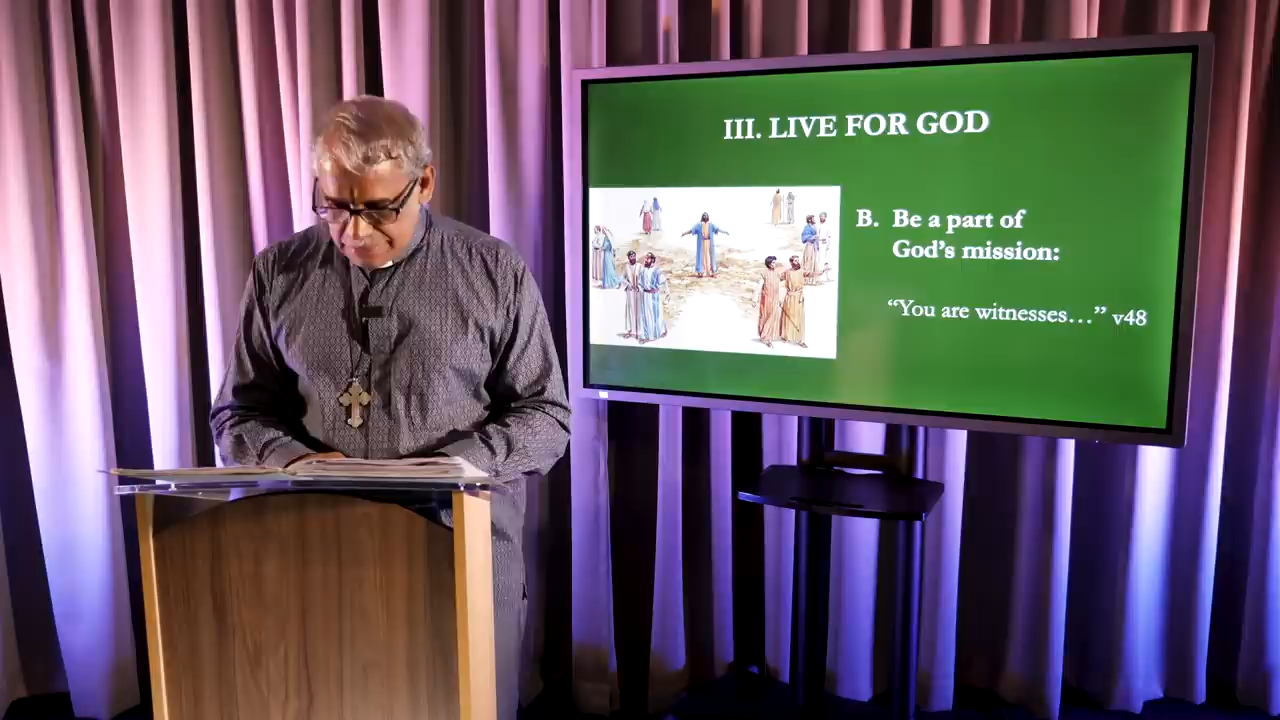 III. LIVE FOR GOD
B. Be a part of
God’s mission:
“You are witnesses…” v48